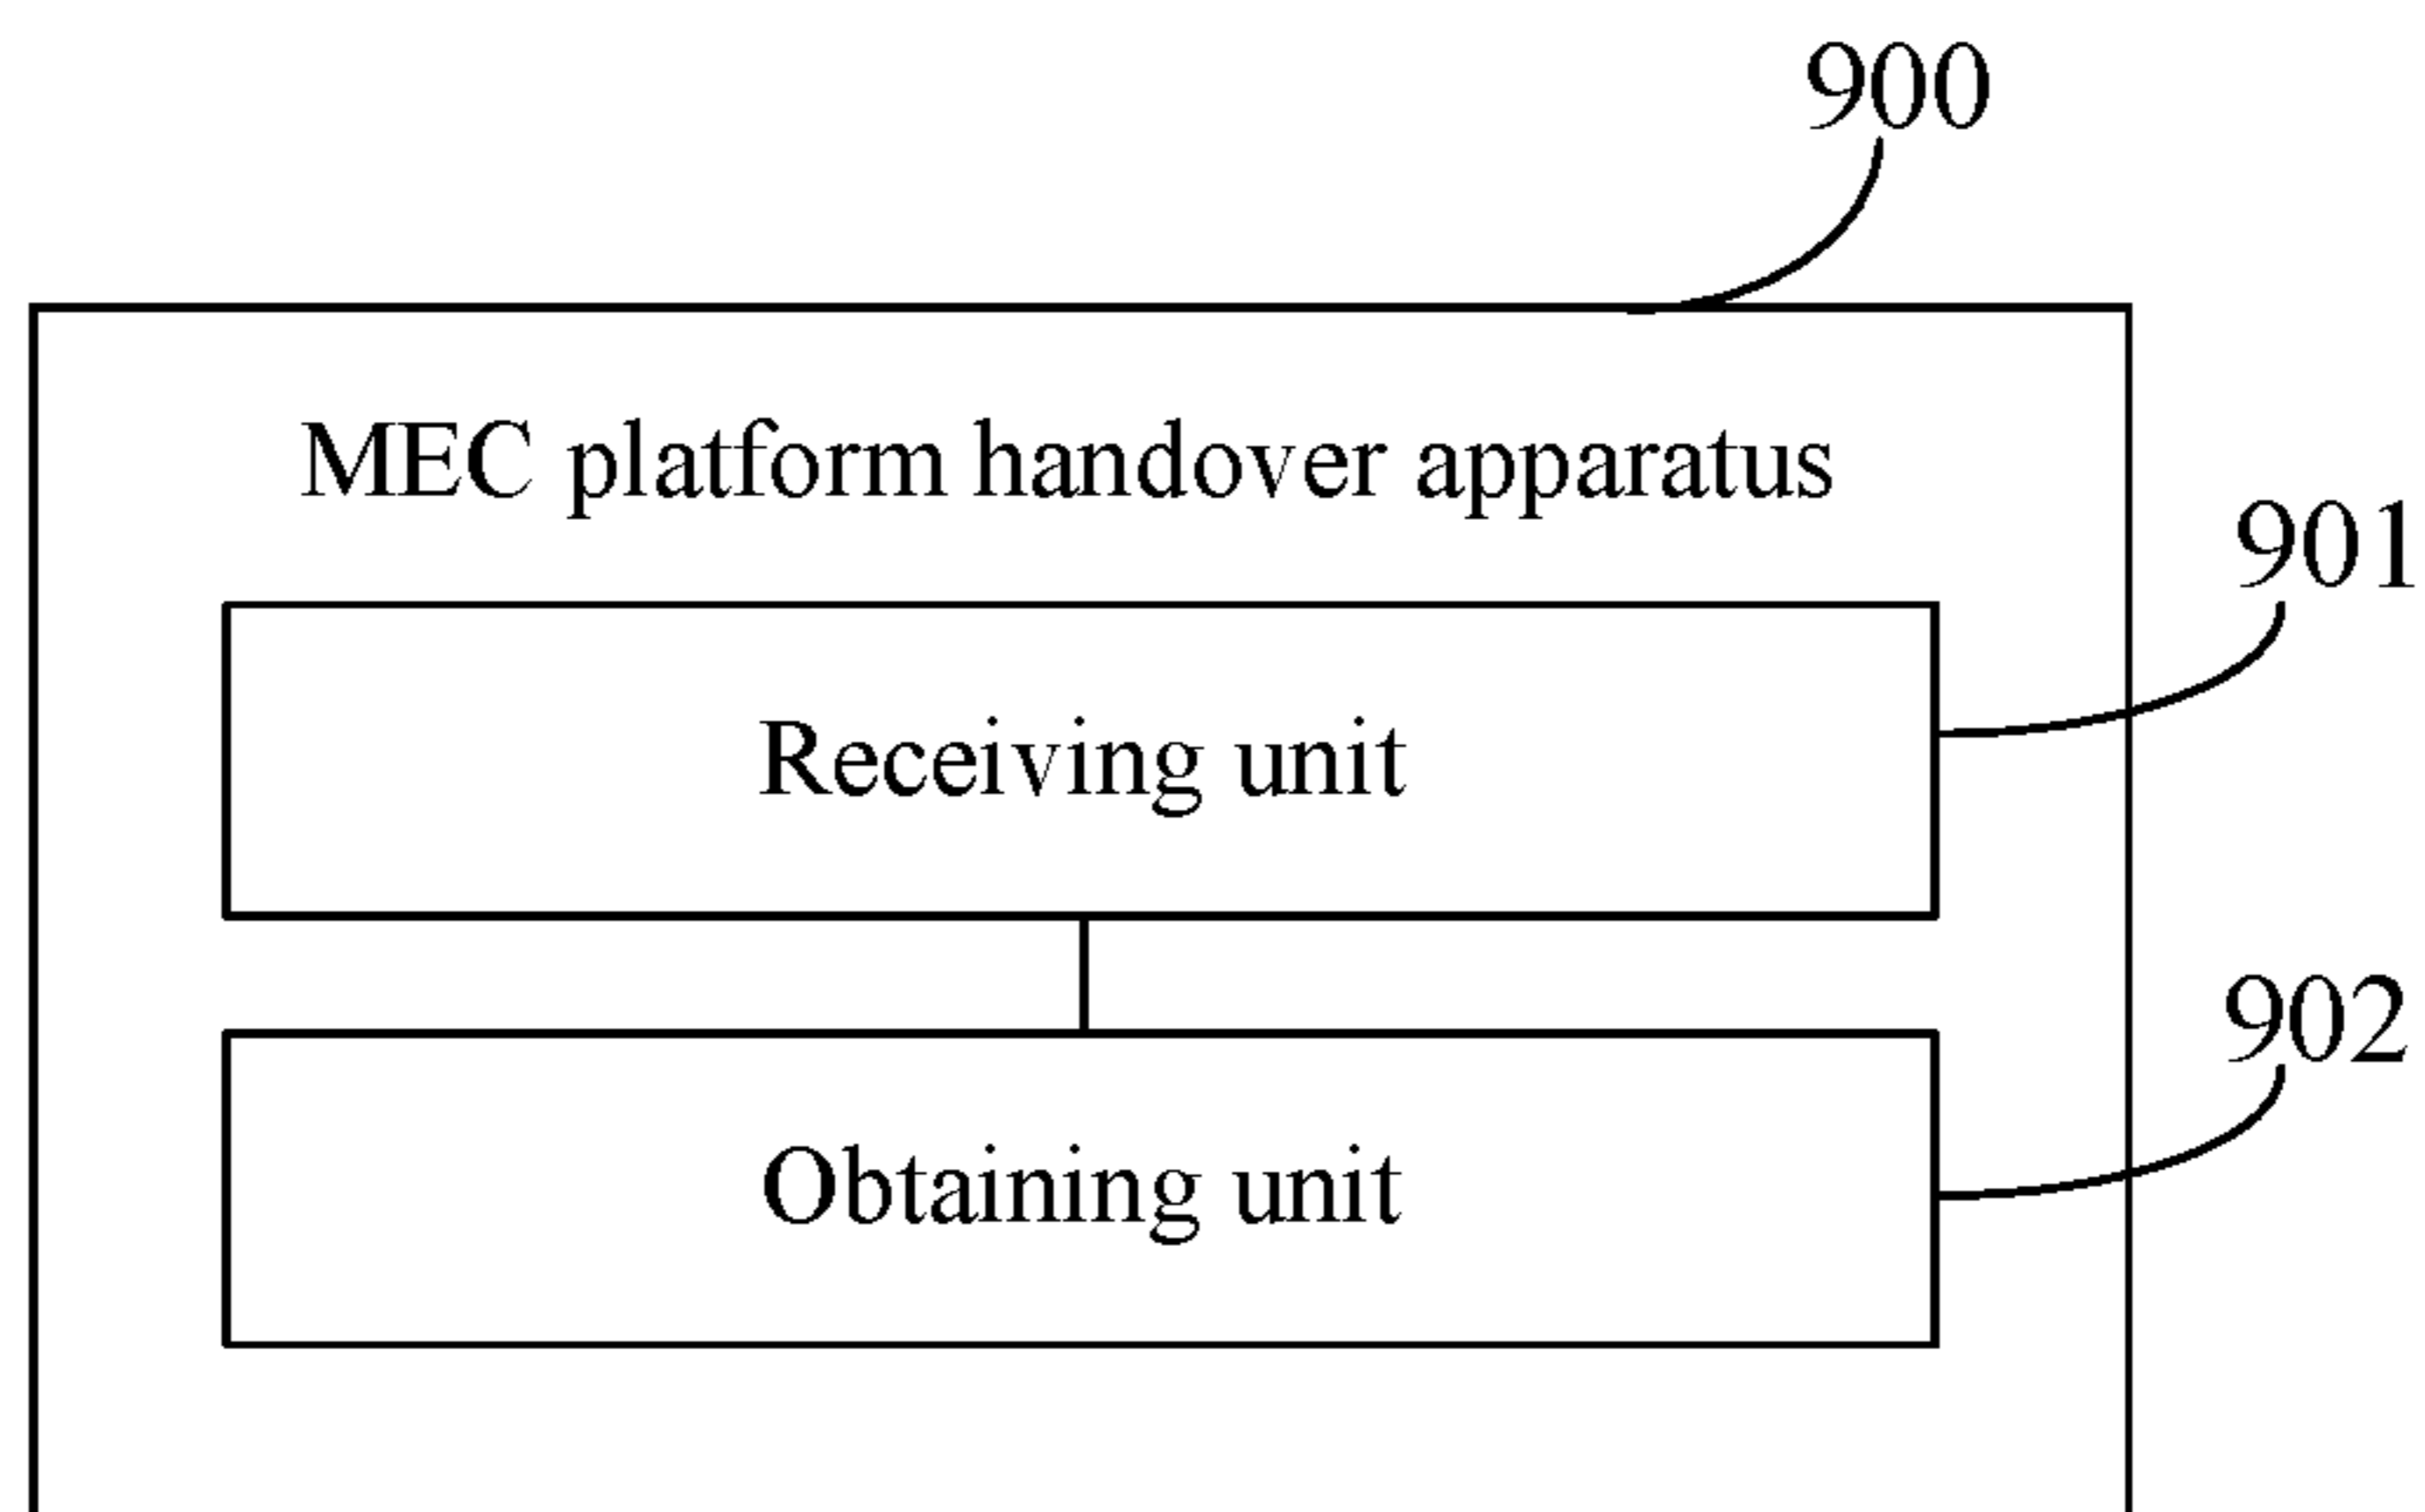 900
MEC platform handover apparatus
901
Receiving unit
902
Obtaining unit